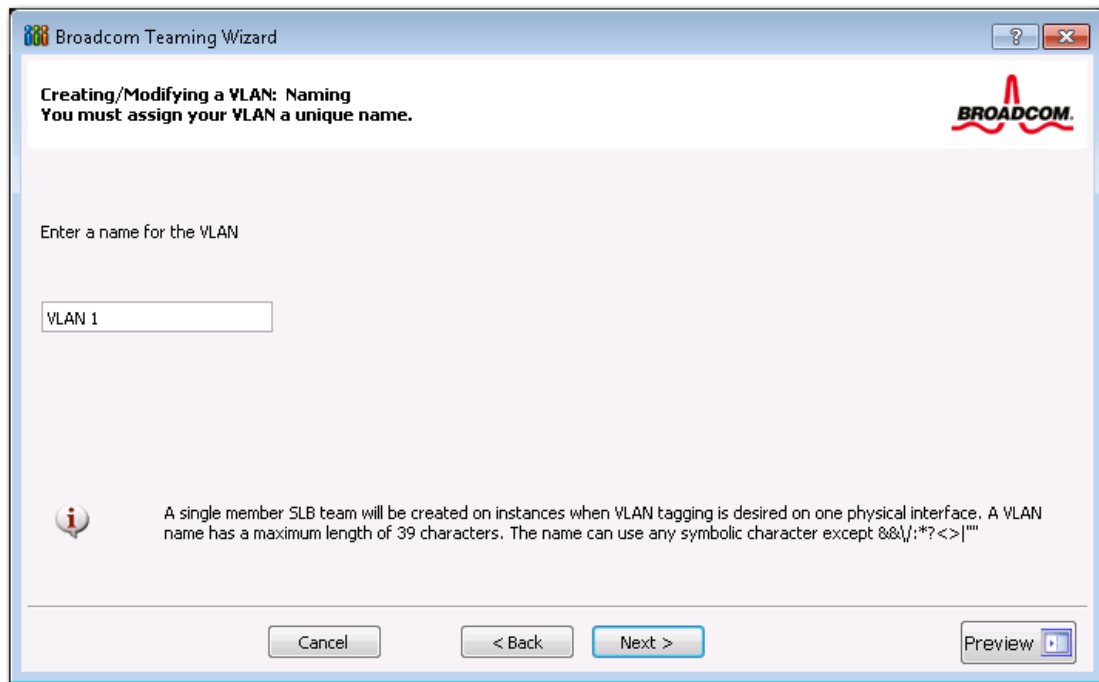 Broadcom Teaming Wizard
?
Creating/Modifying a VLAN: Naming
You must assign your VLAN a unique name.
BROADCOM.
Enter a name for the VLAN
VLAN 1
A single member SLB team will be created on instances when VLAN tagging is desired on one physical interface. A VLAN
name has a maximum length of 39 characters. The name can use any symbolic character except &&\/:*?<>|""
Cancel
< Back
Next >
Preview